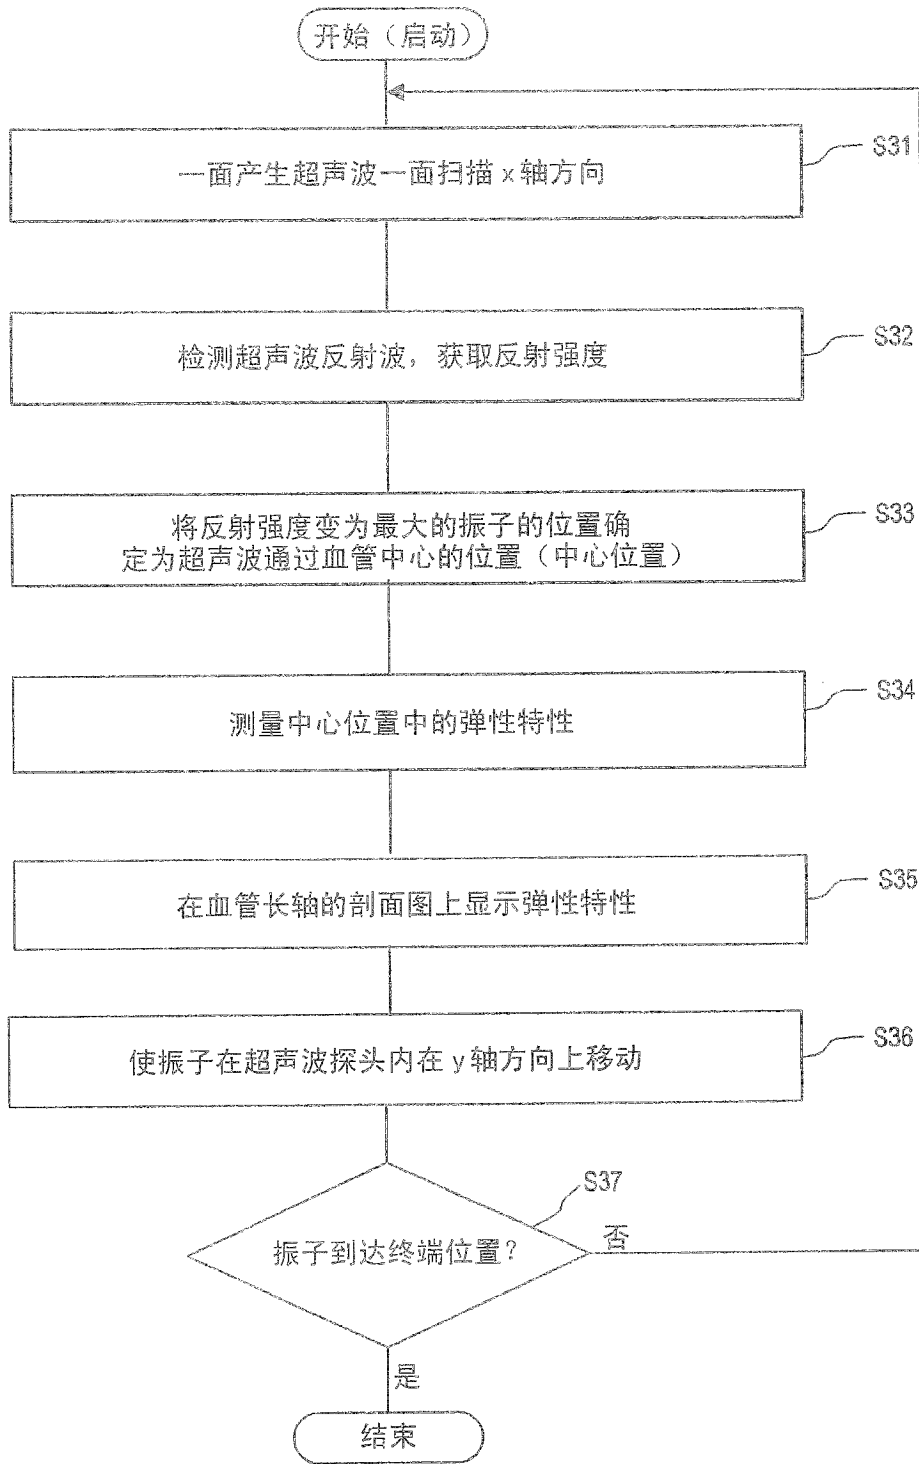 开始（启动）
S31
一面产生超声波一面扫描x轴方向
S32
检测超声波反射波，获取反射强度
S33
将反射强度变为最大的振子的位置确
定为超声波通过血管中心的位置（中心位置）
S34
测量中心位置中的弹性特性
S35
在血管长轴的剖面图上显示弹性特性
S36
使振子在超声波探头内在y轴方向上移动
S37
振子到达终端位置？
否
是
结束